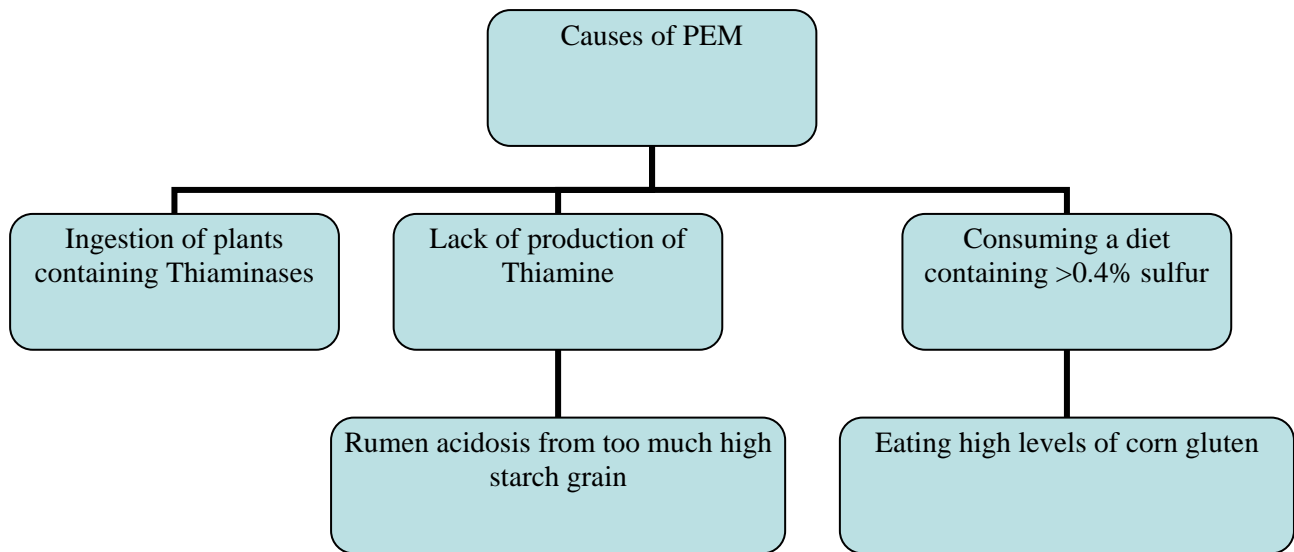 Causes of PEM
Ingestion of plants
containing Thiaminases
Lack of production of
Thiamine
Consuming a diet
containing >0.4% sulfur
Rumen acidosis from too much high
starch grain
Eating high levels of corn gluten